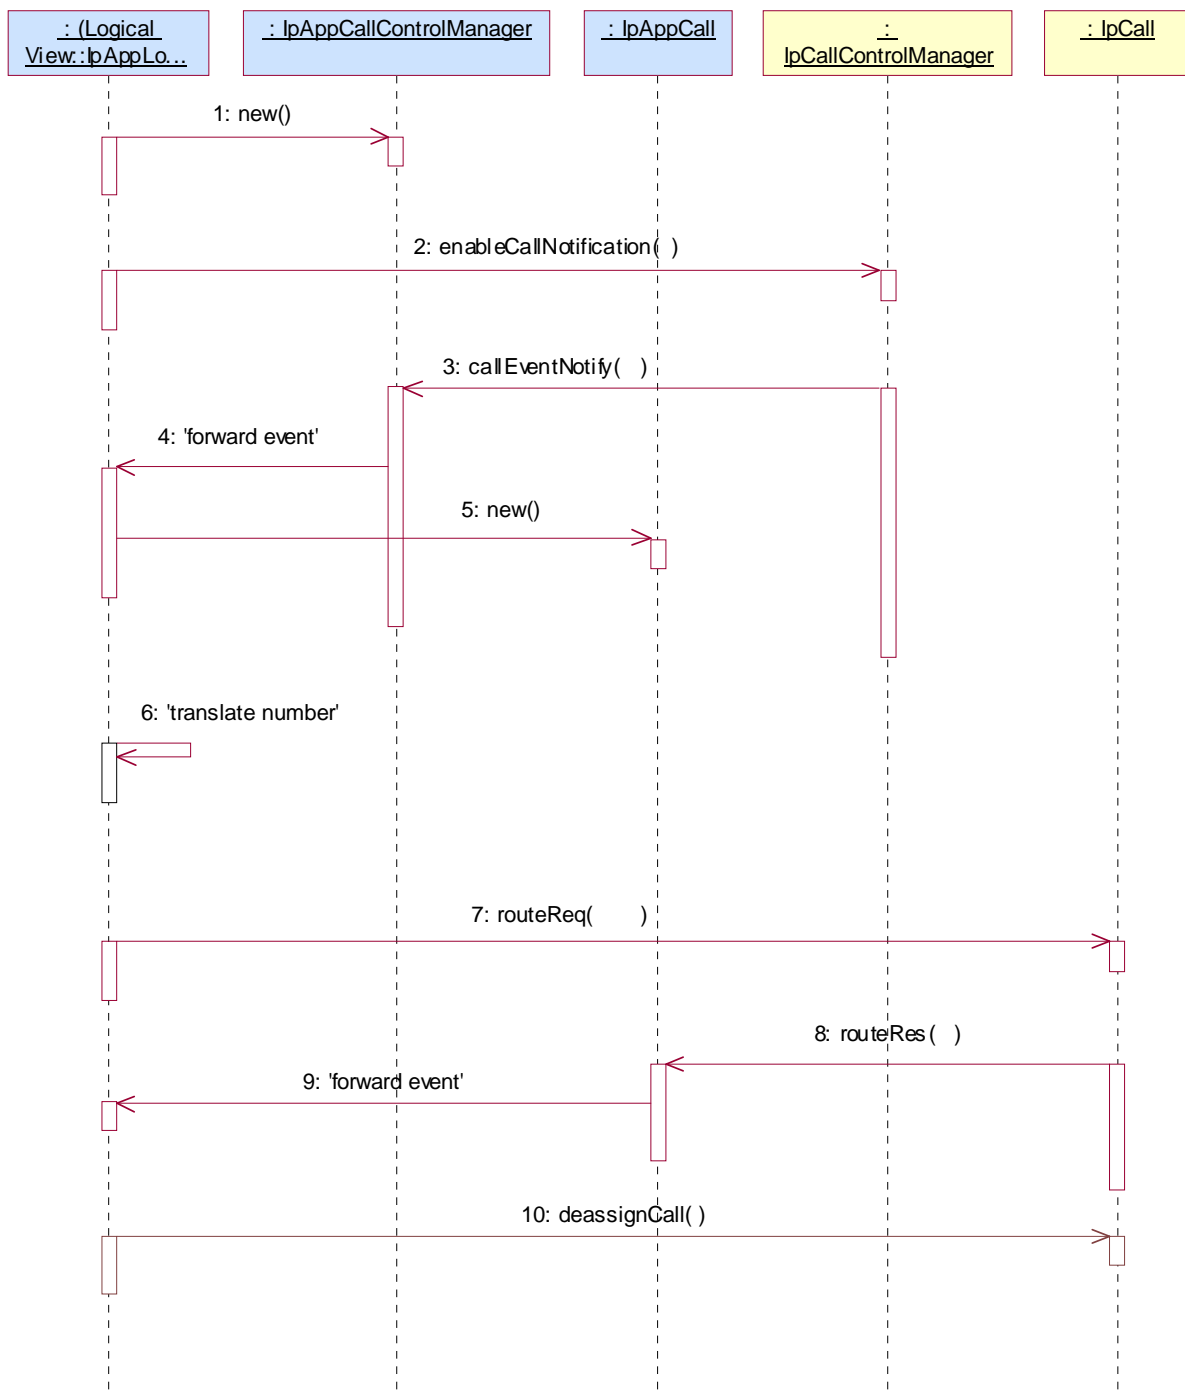 : (Logical
View::IpAppLo...
: IpAppCallControlManager
: IpAppCall
:
IpCallControlManager
: IpCall
1: new()
2: enableCallNotification( )
3: callEventNotify( )
4: 'forward event'
5: new()
6: 'translate number'
7: routeReq( )
8: routeRes( )
9: 'forward event'
10: deassignCall( )